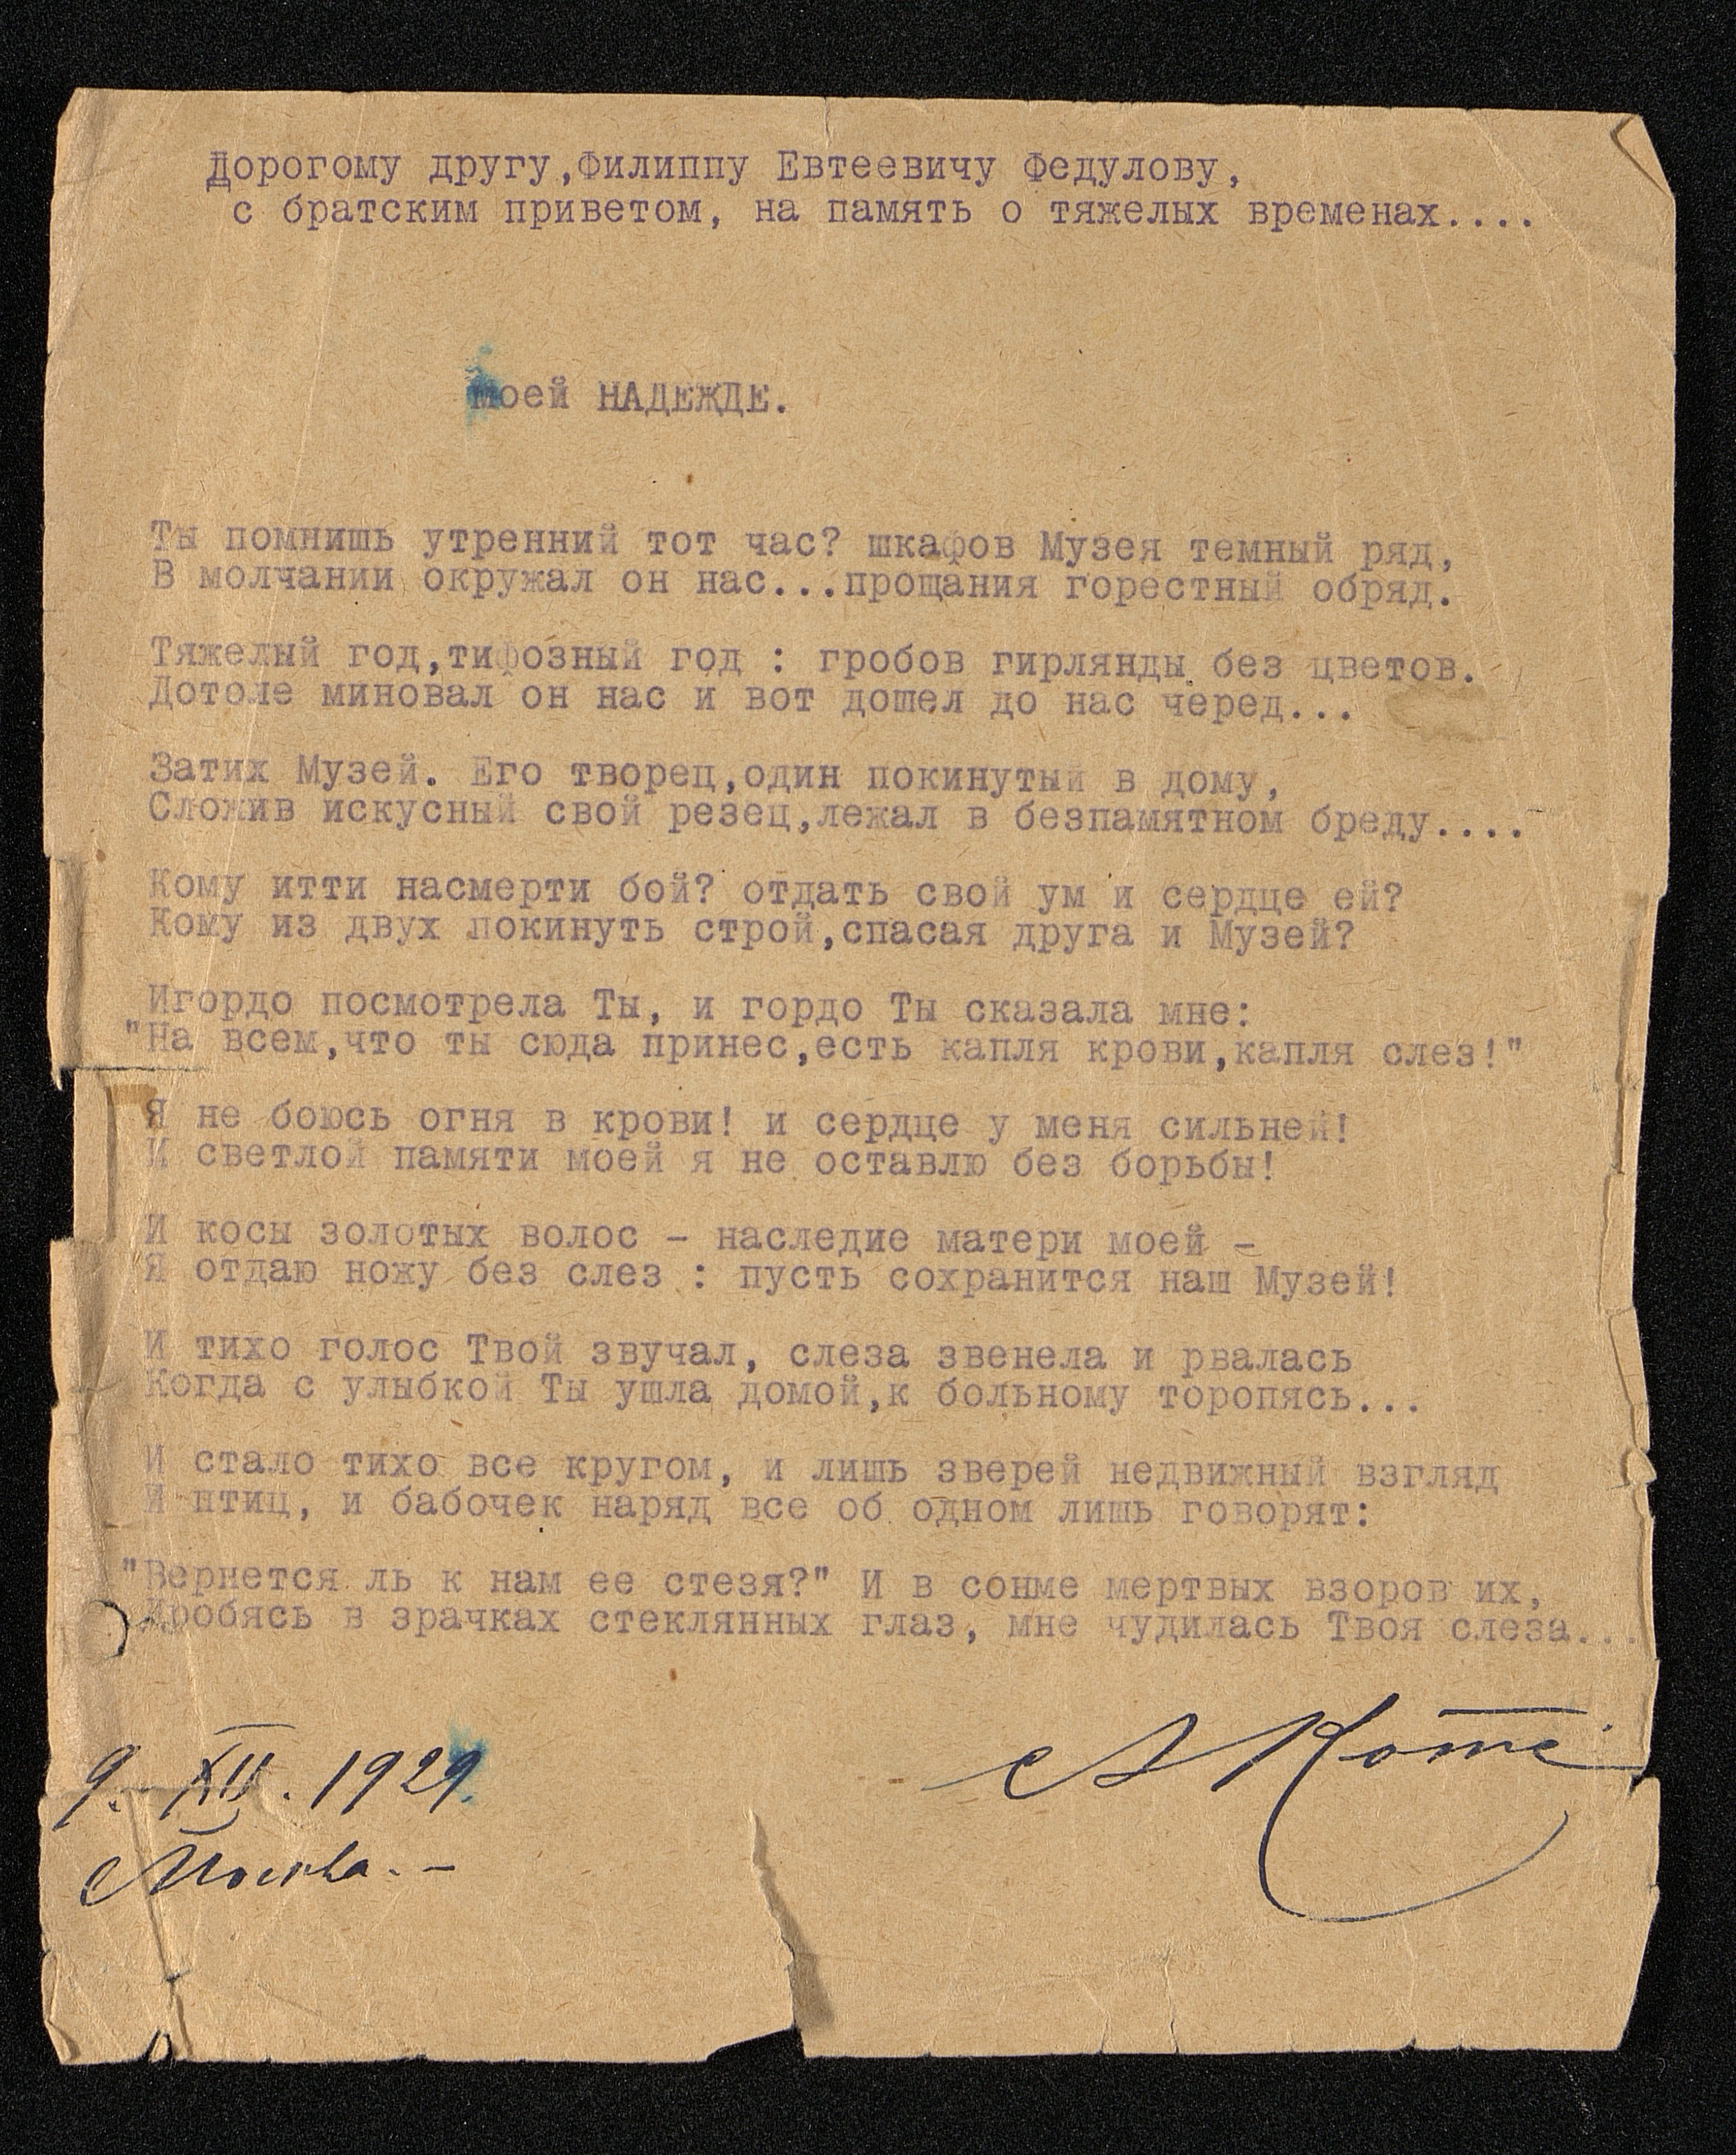 Дорогому другу,Филиппу Евтеевичу Федулову,
с братским приветом, на память о тяжелых временах....
моей НАДЕЖДЕ.
Ты помнишь утренний тот час? шкафов Музея темный ряд,
В молчании окружал он нас...прощания горестный обряд.
Тяжелый год,тифозный год : гробов гирлянды без цветов.
Дотоле миновал он нас и вот дошел до нас черед...
Затих Музей. Его творец,один покинутый в дому,
Сложив искусный свой резец,лежал в безпамятном бреду....
Кому итти насмерти бой? отдать свой ум и сердце ей?
Кому из двух покинуть строй,спасая друга и Музей?
Игордо посмотрела Ты, и гордо Ты сказала мне:
"На всем,что ты сюда принес,есть капля крови,капля слез!"
Я не боюсь огня в крови! и сердце у меня сильней!
И светлой памяти моей я не оставлю без борьбы!
И косы золотых волос - наследие матери моей -
Я отдаю ножу без слез : пусть сохранится наш Музей!
И тихо голос Твой звучал, слеза звенела и рвалась
Когда с улыбкой Ты ушла домой,к больному торопясь...
И стало тихо все кругом, и лишь зверей недвижный взгляд
И птиц, и бабочек наряд все об одном лишь говорят:
"Вернется ль к нам ее стезя?" И в сонме мертвых взоров их,
Дробясь в зрачках стеклянных глаз, мне чудилась Твоя слеза...
9. XII. 1929.
Москва.-
А Котс